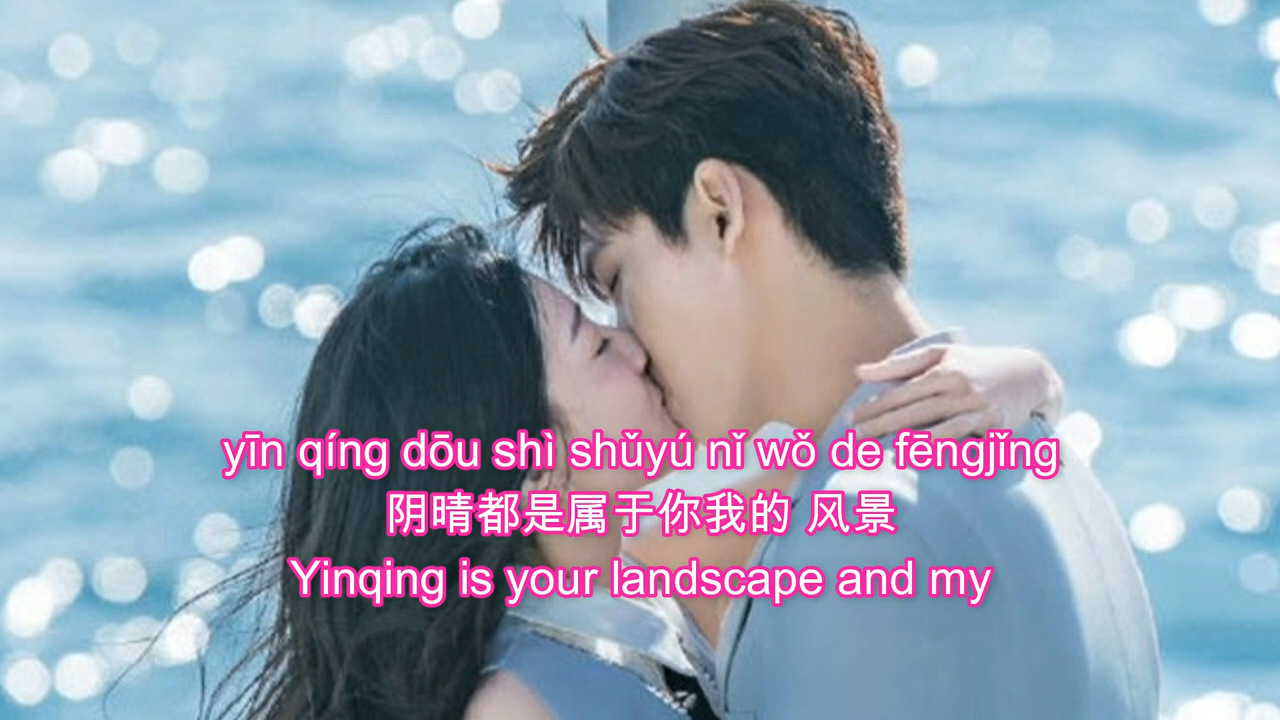 yīn qíng dōu shì shǔyú nǐ wǒ de fēngjǐng
阴晴都是属于你我的 风景
Yinqing is your landscape and my